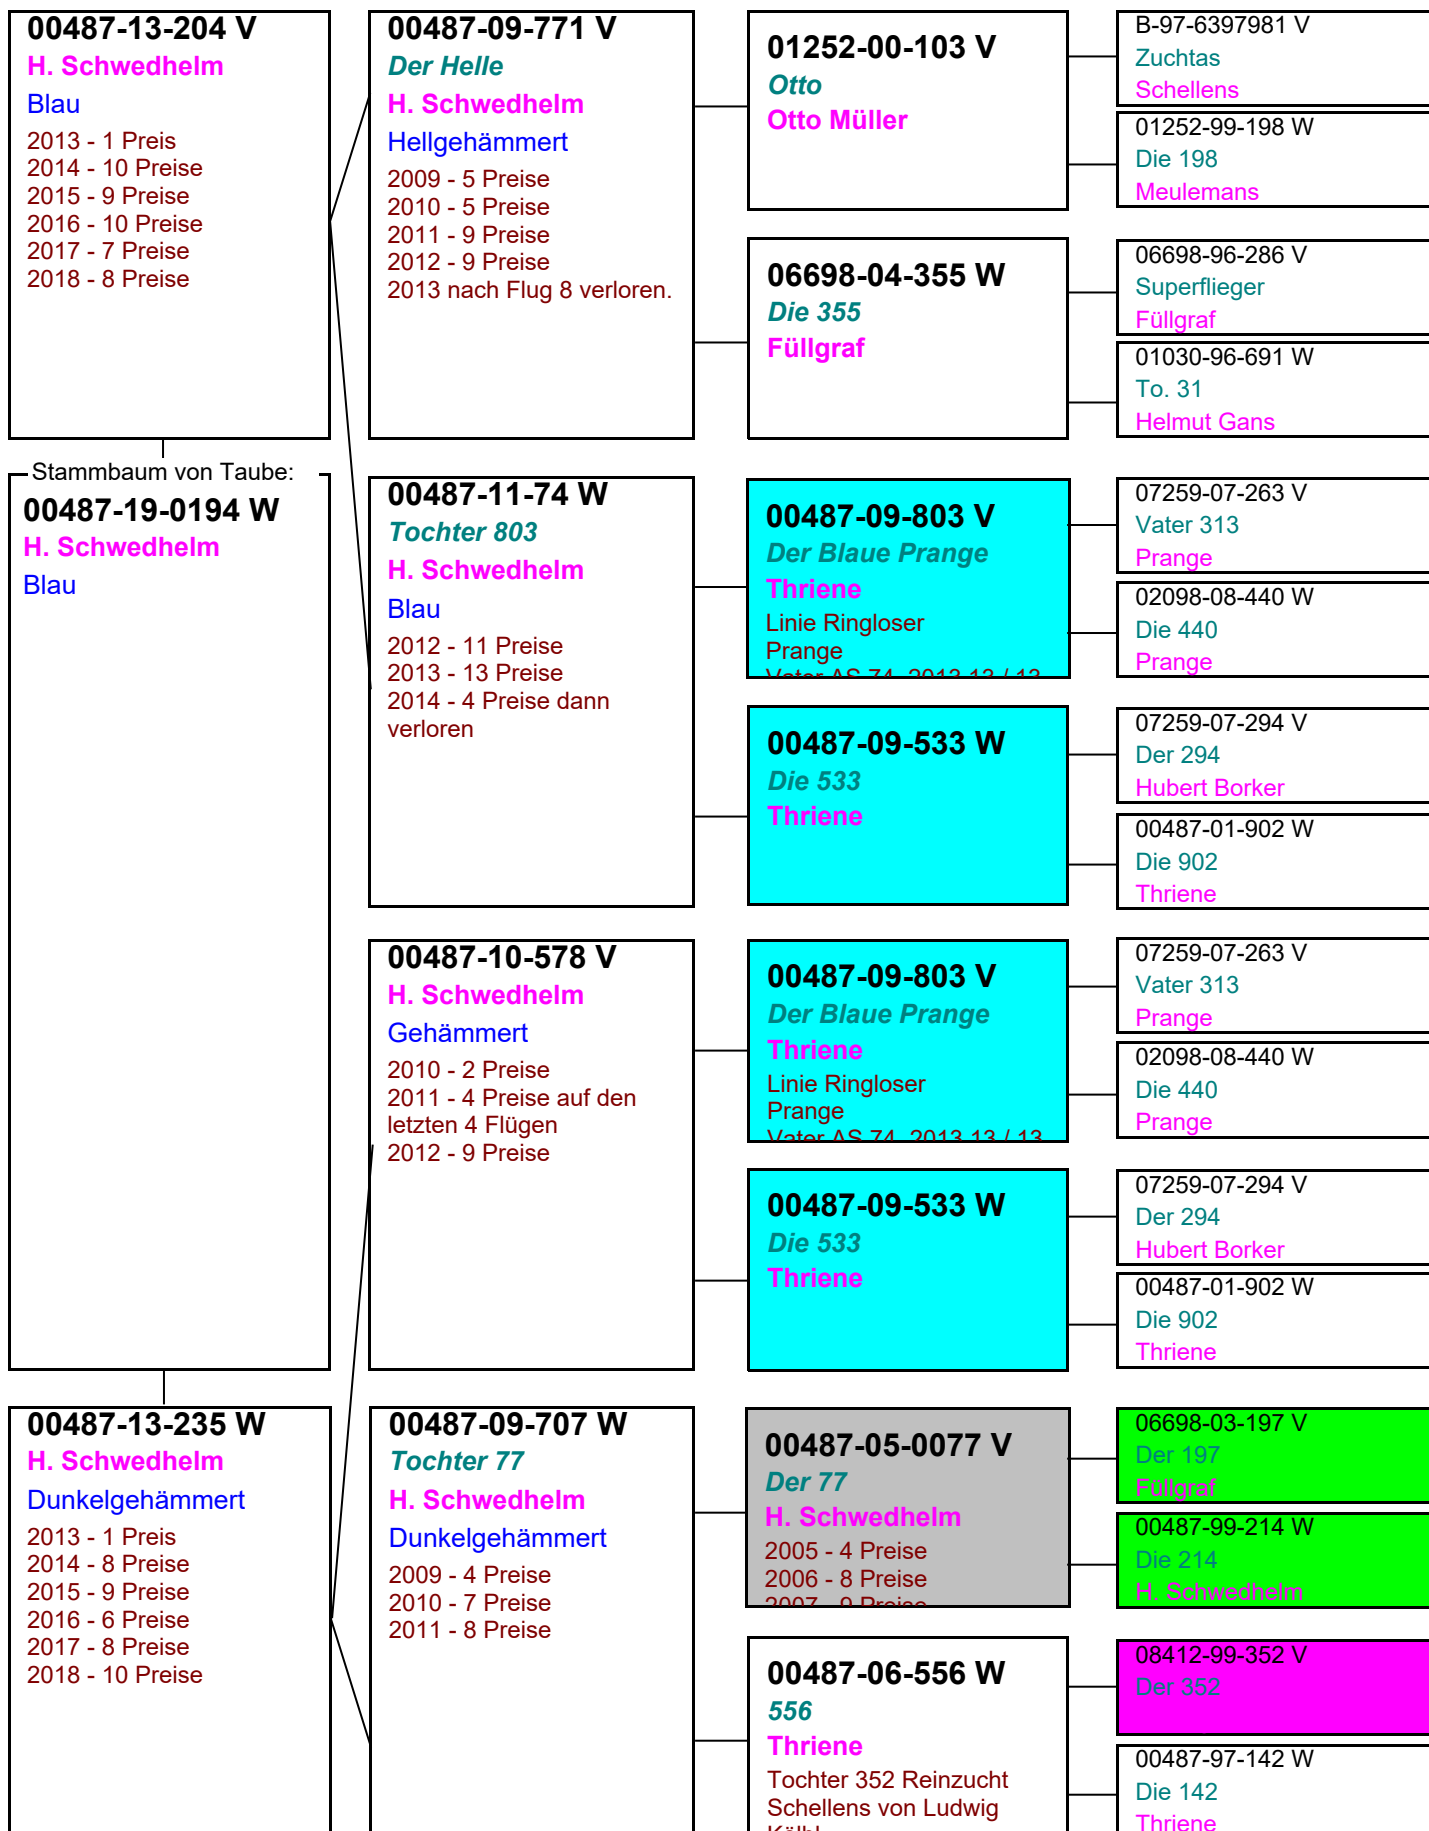 00487-13-204 V
H. Schwedhelm
Blau
2013 - 1 Preis
2014 - 10 Preise
2015 - 9 Preise
2016 - 10 Preise
2017 - 7 Preise
2018 - 8 Preise
Stammbaum von Taube:
00487-19-0194 W
H. Schwedhelm
Blau
00487-13-235 W
H. Schwedhelm
Dunkelgehämmert
2013 - 1 Preis
2014 - 8 Preise
2015 - 9 Preise
2016 - 6 Preise
2017 - 8 Preise
2018 - 10 Preise
00487-09-771 V
Der Helle
H. Schwedhelm
Hellgehämmert
2009 - 5 Preise
2010 - 5 Preise
2011 - 9 Preise
2012 - 9 Preise
2013 nach Flug 8 verloren.
00487-11-74 W
Tochter 803
H. Schwedhelm
Blau
2012 - 11 Preise
2013 - 13 Preise
2014 - 4 Preise dann
verloren
00487-10-578 V
H. Schwedhelm
Gehämmert
2010 - 2 Preise
2011 - 4 Preise auf den
letzten 4 Flügen
2012 - 9 Preise
00487-09-707 W
Tochter 77
H. Schwedhelm
Dunkelgehämmert
2009 - 4 Preise
2010 - 7 Preise
2011 - 8 Preise
01252-00-103 V
Otto
Otto Müller
06698-04-355 W
Die 355
Füllgraf
00487-09-803 V
Der Blaue Prange
Thriene
Linie Ringloser
Prange
Vater AS 74, 2013 13 / 13
00487-09-533 W
Die 533
Thriene
00487-09-803 V
Der Blaue Prange
Thriene
Linie Ringloser
Prange
Vater AS 74, 2013 13 / 13
00487-09-533 W
Die 533
Thriene
00487-05-0077 V
Der 77
H. Schwedhelm
2005 - 4 Preise
2006 - 8 Preise
2007 - 9 Preise
00487-06-556 W
556
Thriene
Tochter 352 Reinzucht
Schellens von Ludwig
B-97-6397981 V
Zuchtas
Schellens
01252-99-198 W
Die 198
Meulemans
06698-96-286 V
Superflieger
Füllgraf
01030-96-691 W
To. 31
Helmut Gans
07259-07-263 V
Vater 313
Prange
02098-08-440 W
Die 440
Prange
07259-07-294 V
Der 294
Hubert Borker
00487-01-902 W
Die 902
Thriene
07259-07-263 V
Vater 313
Prange
02098-08-440 W
Die 440
Prange
07259-07-294 V
Der 294
Hubert Borker
00487-01-902 W
Die 902
Thriene
06698-03-197 V
Der 197
Füllgraf
00487-99-214 W
Die 214
H. Schwedhelm
08412-99-352 V
Der 352
00487-97-142 W
Die 142
Thriene